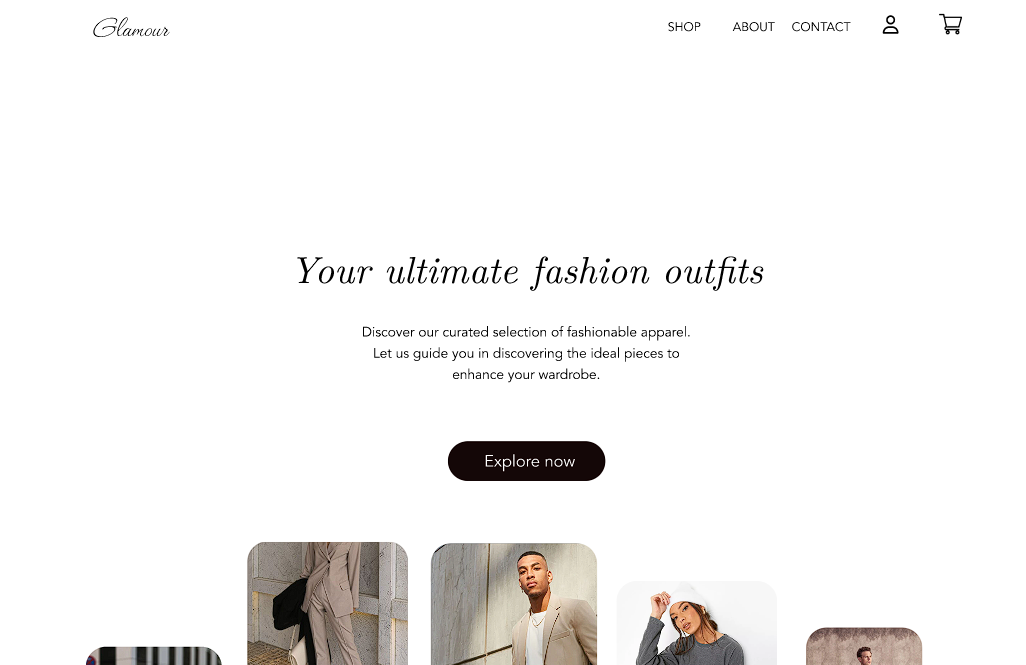 Glamour
SHOP
ABOUT
CONTACT
Your ultimate fashion outfits
Discover our curated selection of fashionable apparel.
Let us guide you in discovering the ideal pieces to
enhance your wardrobe.
Explore now